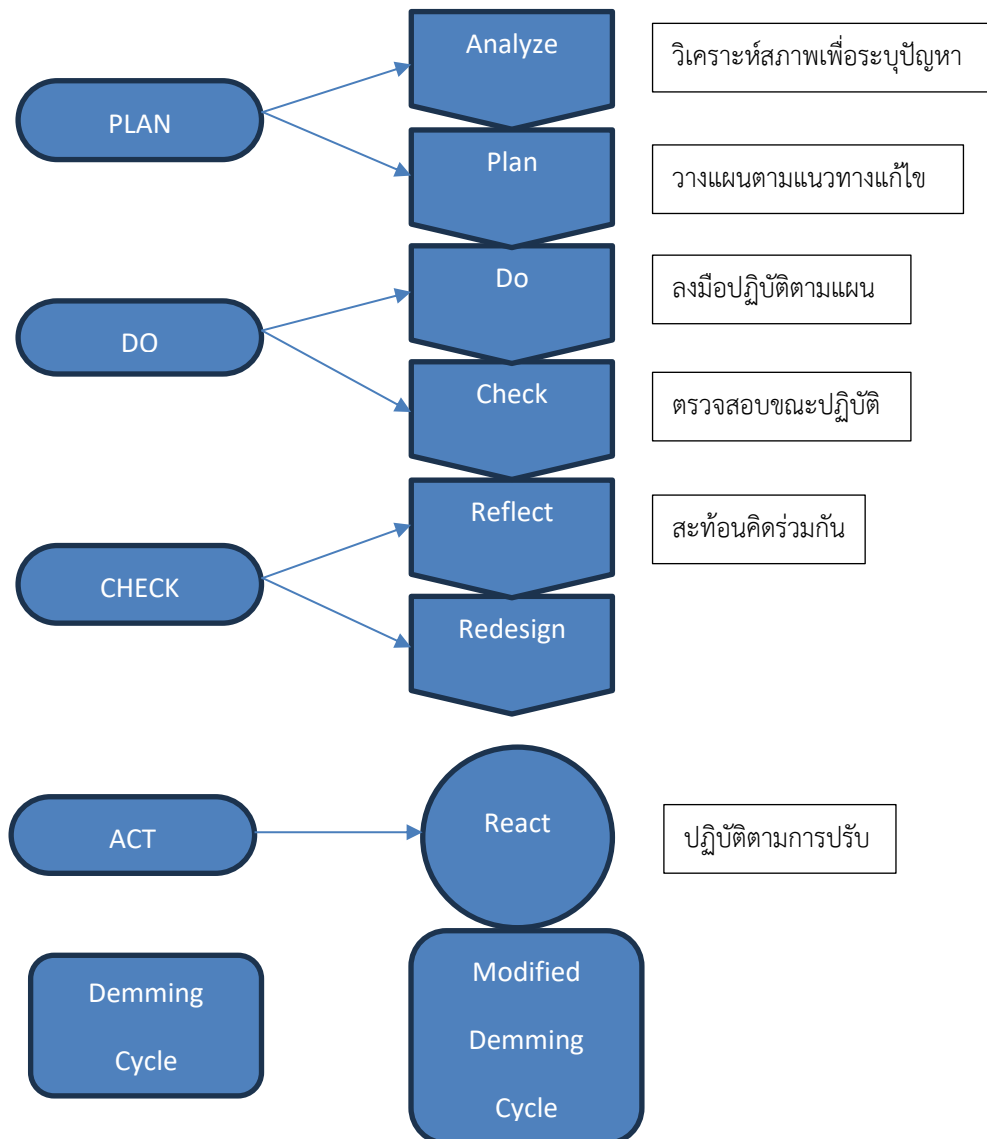 Analyze
วิเคราะห์สภาพเพื่อระบุปัญหา
PLAN
Plan
วางแผนตามแนวทางแก้ไข
Do
ลงมือปฏิบัติตามแผน
DO
Check
ตรวจสอบขณะปฏิบัติ
Reflect
สะท้อนคิดร่วมกัน
CHECK
Redesign
React
ACT
ปฏิบัติตามการปรับ
Demming
Cycle
Modified
Demming
Cycle